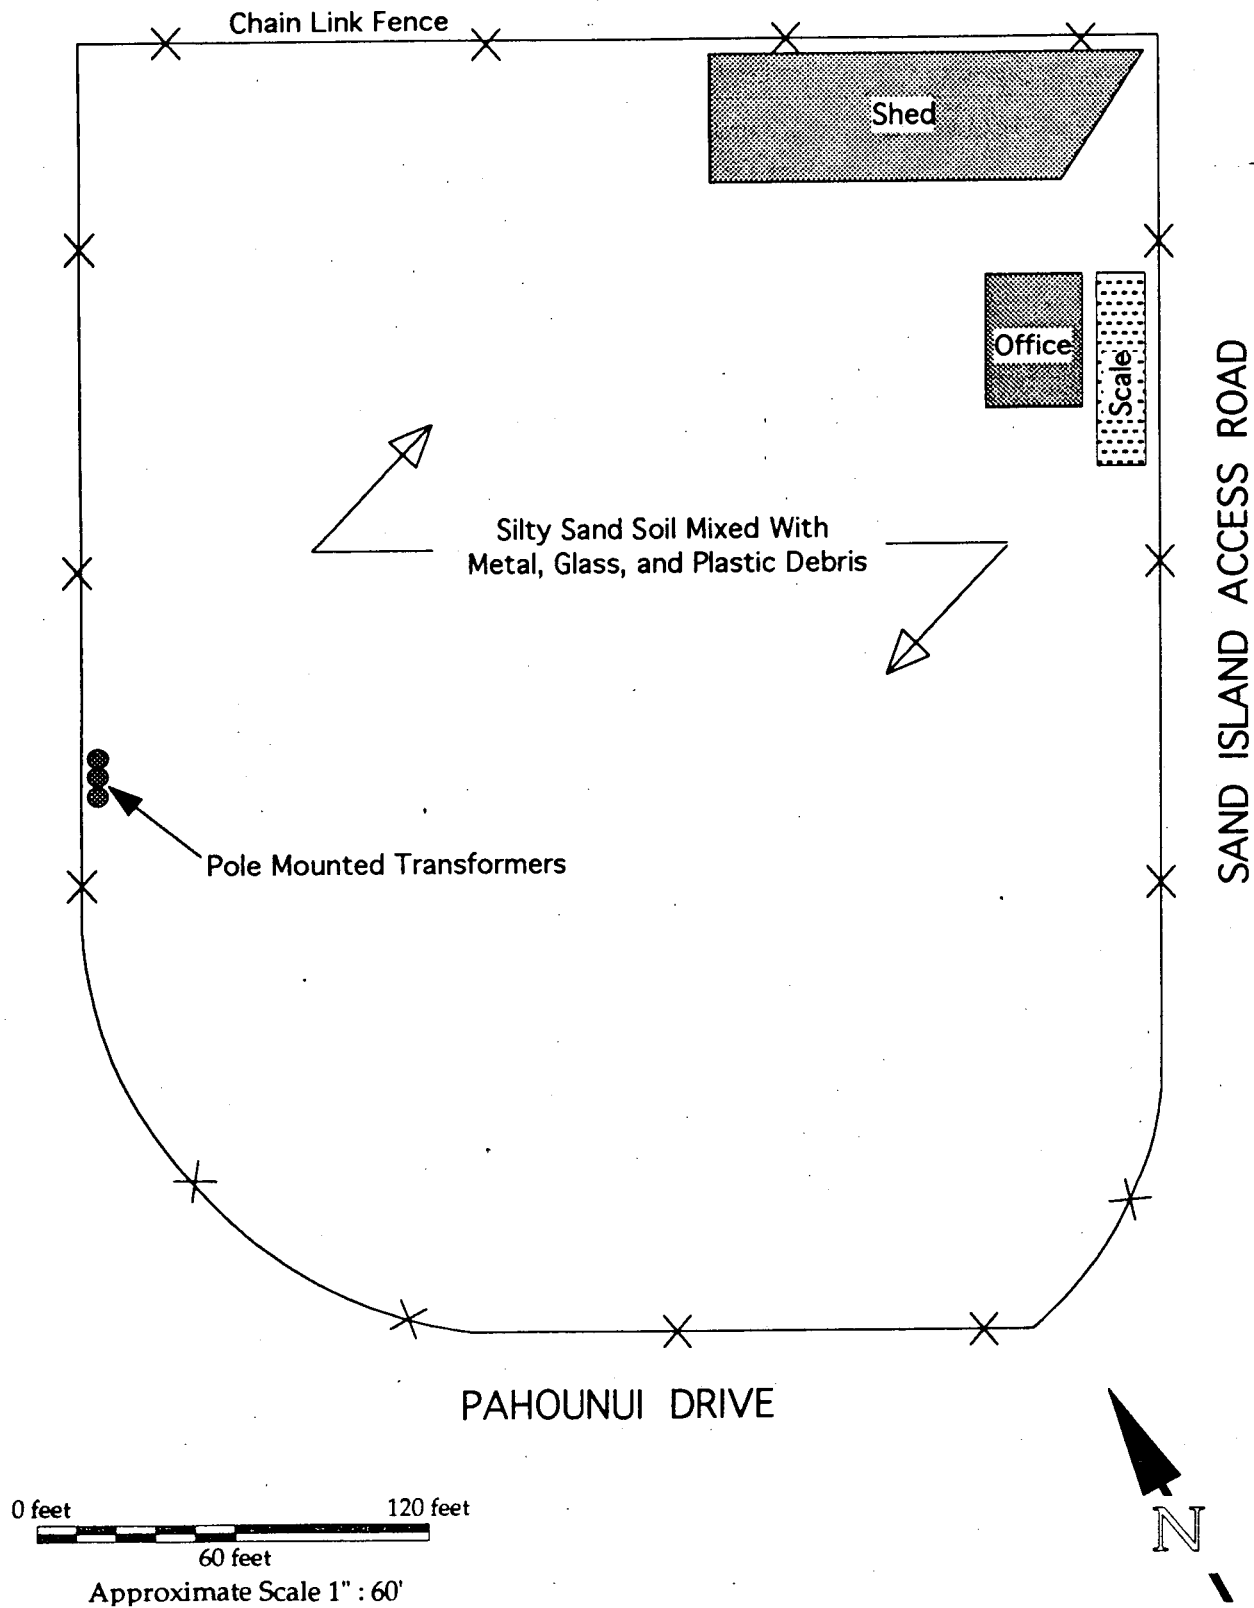 Chain Link Fence
Shed
Office
Scale
SAND ISLAND ACCESS ROAD
Silty Sand Soil Mixed With
Metal, Glass, and Plastic Debris
Pole Mounted Transformers
PAHOUNUI DRIVE
0 feet
120 feet
60 feet
Approximate Scale 1" : 60'
N